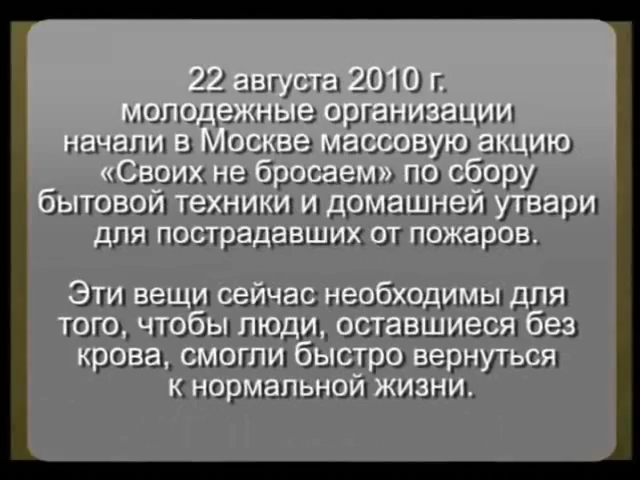 22 августа 2010 г.
молодежные организации
начали в Москве массовую акцию
«Своих не бросаем» по сбору
бытовой техники и домашней утвари
для пострадавших от пожаров.
Эти вещи сейчас необходимы для
того, чтобы люди, оставшиеся без
крова, смогли быстро вернуться
к нормальной жизни.